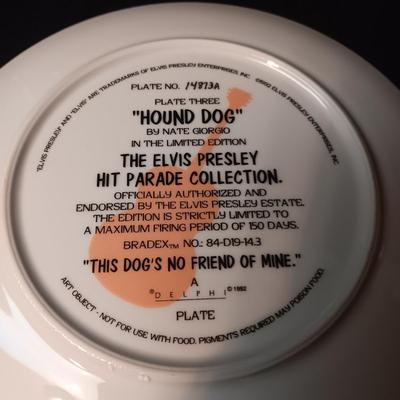 "ELVIS PRESLEY" AND "ELVIS" ARE TRADEMARKS OF ELVIS PRESLEY ENTERPRISES, INC. ©1992 ELVIS PRESLEY ENTERPRISES, INC.
PLATE NO. 14873A
PLATE THREE
"HOUND DOG"
BY NATE GIORGIO
IN THE LIMITED EDITION
THE ELVIS PRESLEY
HIT PARADE COLLECTION.
OFFICIALLY AUTHORIZED AND
ENDORSED BY THE ELVIS PRESLEY ESTATE.
THE EDITION IS STRICTLY LIMITED TO
A MAXIMUM FIRING PERIOD OF 150 DAYS.
BRADEX™ NO.: 84-D19-14.3
"THIS DOG'S NO FRIEND OF MINE."
A
®DELPHI ©1992
PLATE
ART OBJECT - NOT FOR USE WITH FOOD. PIGMENTS REQUIRED MAY POISON FOOD.